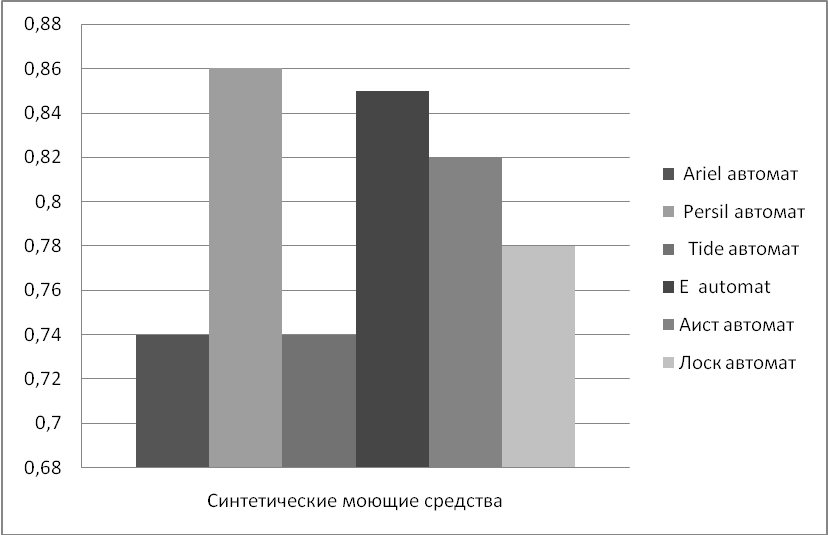 0,88
0,86
0,84
0,82
0,8
0,78
0,76
0,74
0,72
0,7
0,68
Синтетические моющие средства
Ariel автомат
Persil автомат
Tide автомат
E automat
Аист автомат
Лоск автомат